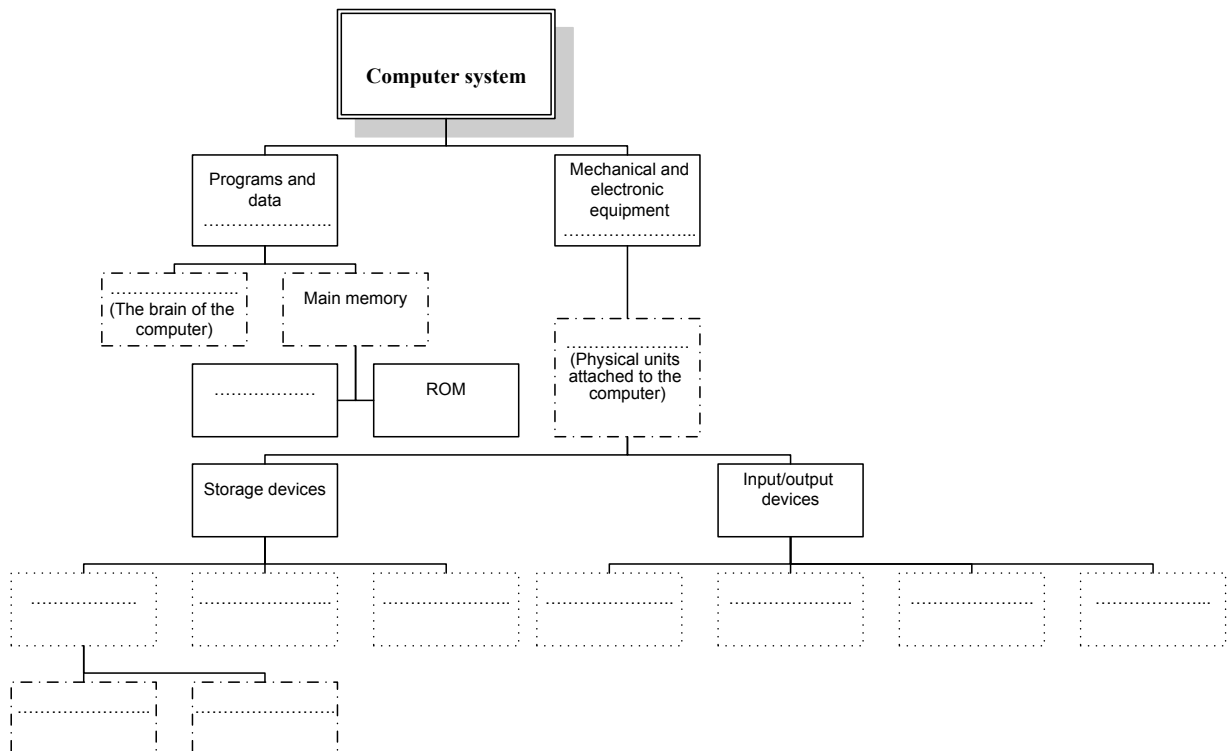 Computer system
Programs and
data
.......................
Mechanical and
electronic
equipment
........................
........................
(The brain of the
computer)
Main memory
........................
(Physical units
attached to the
computer)
..................
ROM
Storage devices
Input/output
devices
....................
.........................
........................
........................
........................
........................
......................
........................
........................